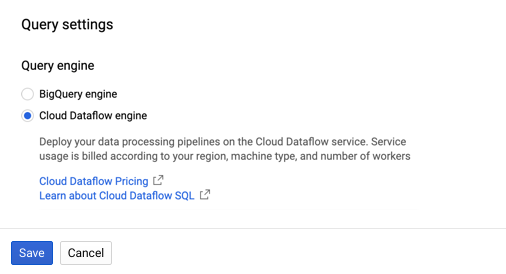 Query settings
Query engine
BigQuery engine
Cloud Dataflow engine
Deploy your data processing pipelines on the Cloud Dataflow service. Service
usage is billed according to your region, machine type, and number of workers
Cloud Dataflow Pricing
Learn about Cloud Dataflow SQL
Save Cancel